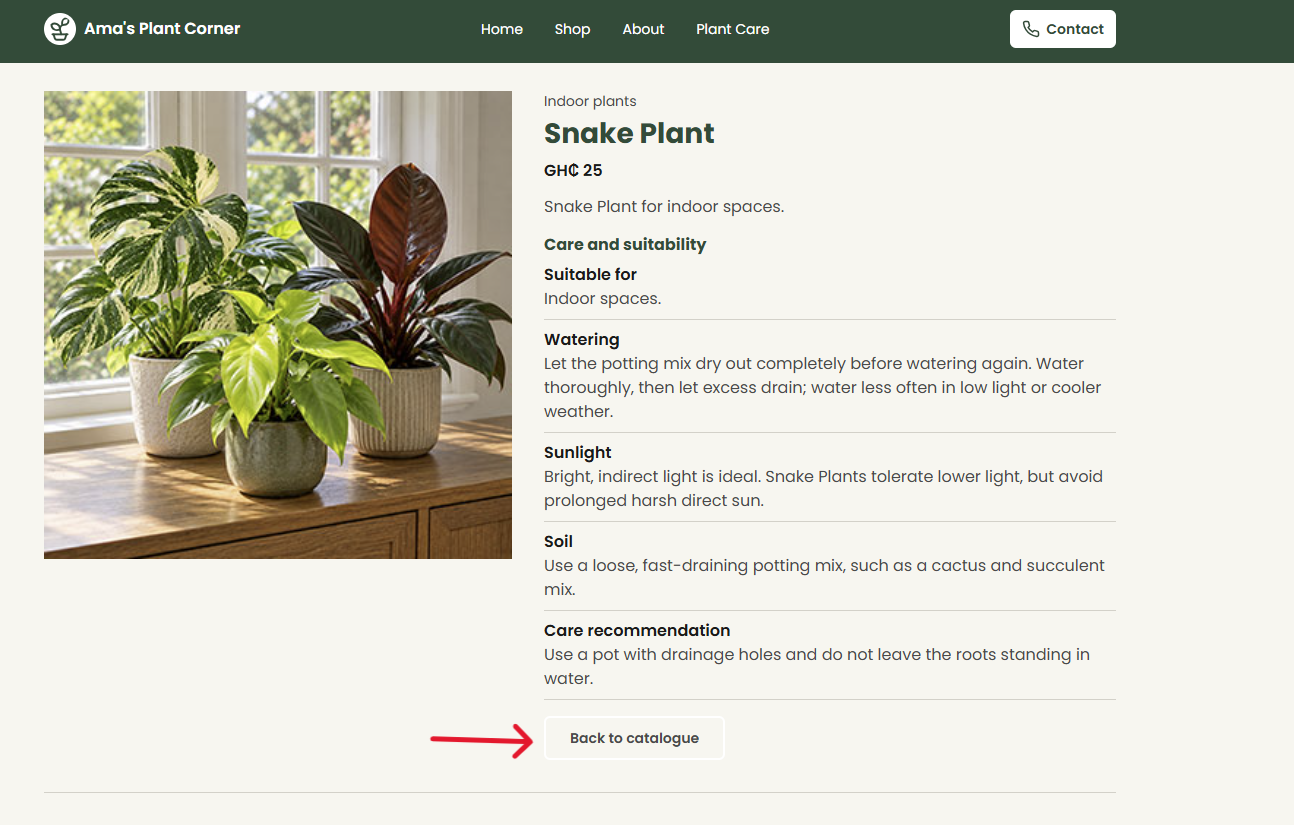 Ama's Plant Corner
Home
Shop
About
Plant Care
Contact
Indoor plants
Snake Plant
GH₵ 25
Snake Plant for indoor spaces.
Care and suitability
Suitable for
Indoor spaces.
Watering
Let the potting mix dry out completely before watering again. Water
thoroughly, then let excess drain; water less often in low light or cooler
weather.
Sunlight
Bright, indirect light is ideal. Snake Plants tolerate lower light, but avoid
prolonged harsh direct sun.
Soil
Use a loose, fast-draining potting mix, such as a cactus and succulent
mix.
Care recommendation
Use a pot with drainage holes and do not leave the roots standing in
water.
Back to catalogue